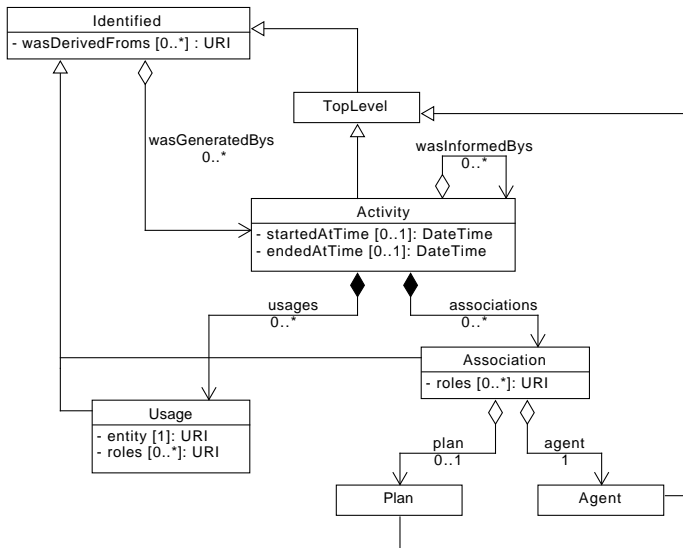 Identified
- wasDerivedFroms [0..*] : URI
TopLevel
wasGeneratedBys
0..*
wasInformedBys
0..*
Activity
- startedAtTime [0..1]: DateTime
- endedAtTime [0..1]: DateTime
usages
0..*
associations
0..*
Association
- roles [0..*]: URI
Usage
- entity [1]: URI
- roles [0..*]: URI
plan
0..1
agent
1
Plan
Agent